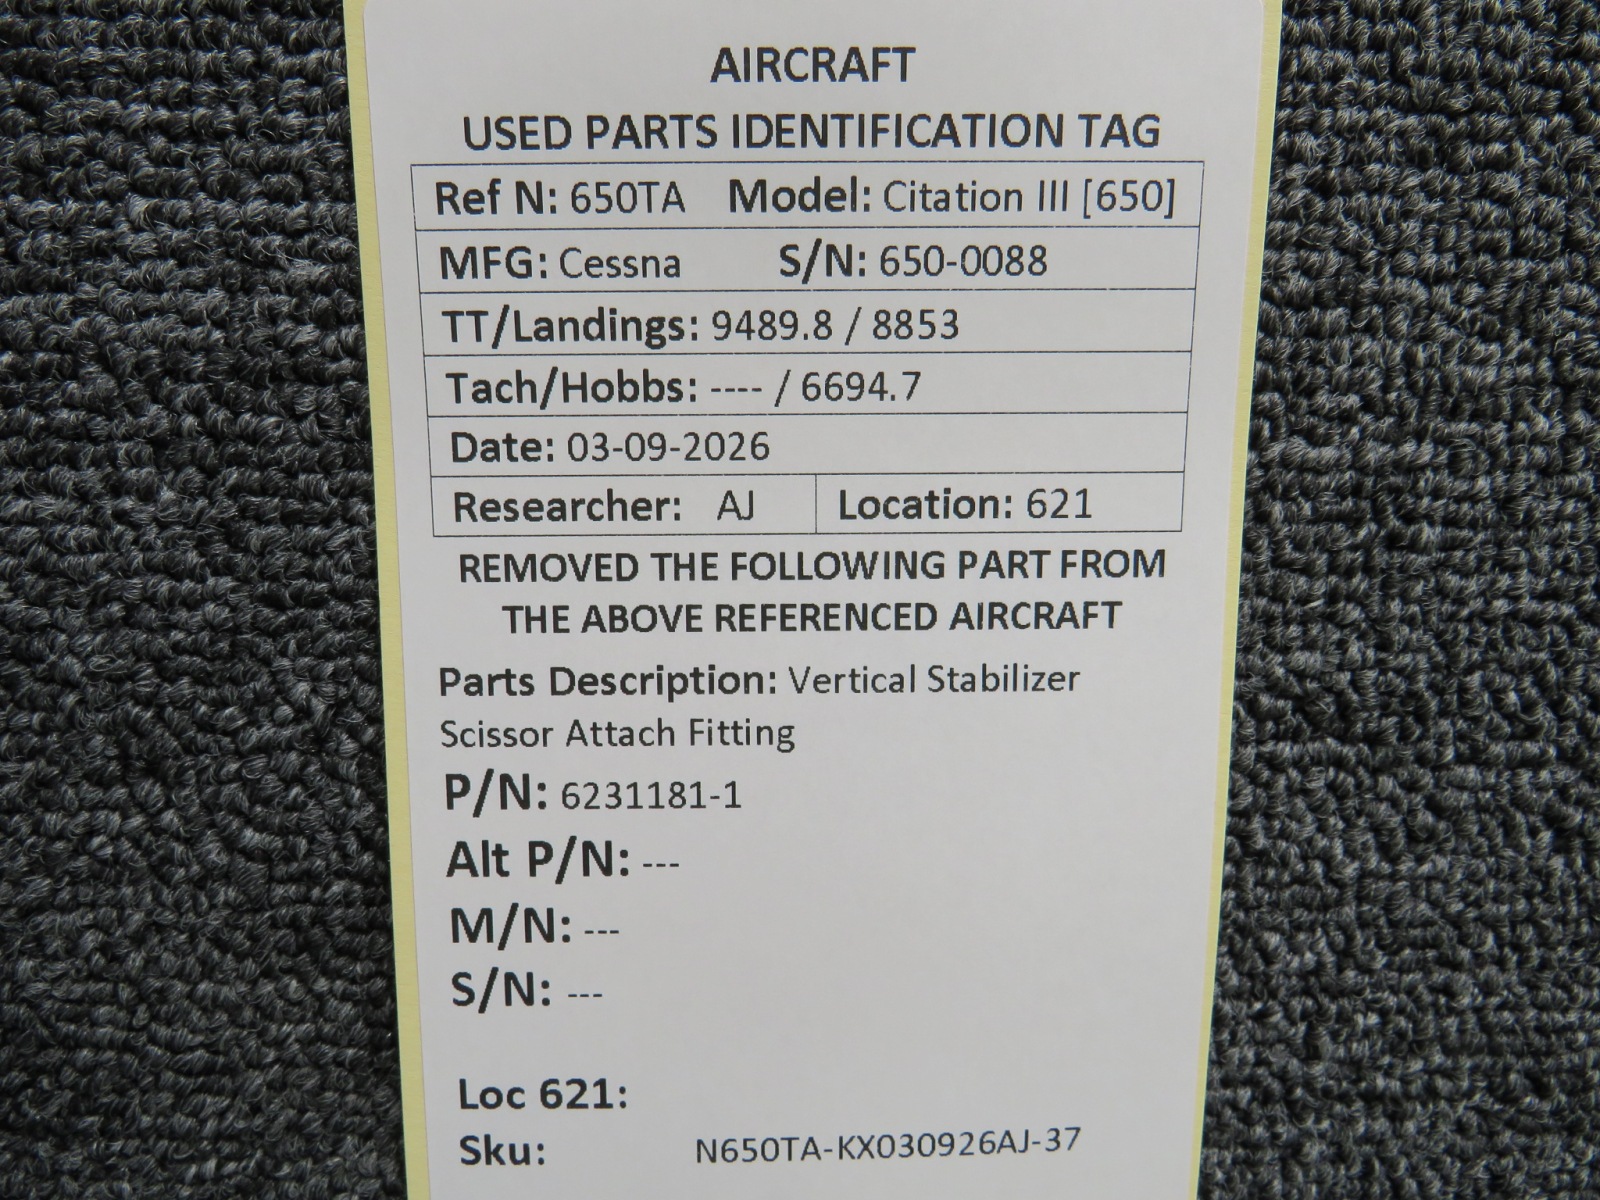 AIRCRAFT
USED PARTS IDENTIFICATION TAG
Ref N: 650TA Model: Citation III [650]
MFG: Cessna S/N: 650-0088
TT/Landings: 9489.8 / 8853
Tach/Hobbs: ---- / 6694.7
Date: 03-09-2026
Researcher: AJ Location: 621
REMOVED THE FOLLOWING PART FROM
THE ABOVE REFERENCED AIRCRAFT
Parts Description: Vertical Stabilizer
Scissor Attach Fitting
P/N: 6231181-1
Alt P/N: ---
M/N: ---
S/N: ---
Loc 621:
Sku: N650TA-KX030926AJ-37